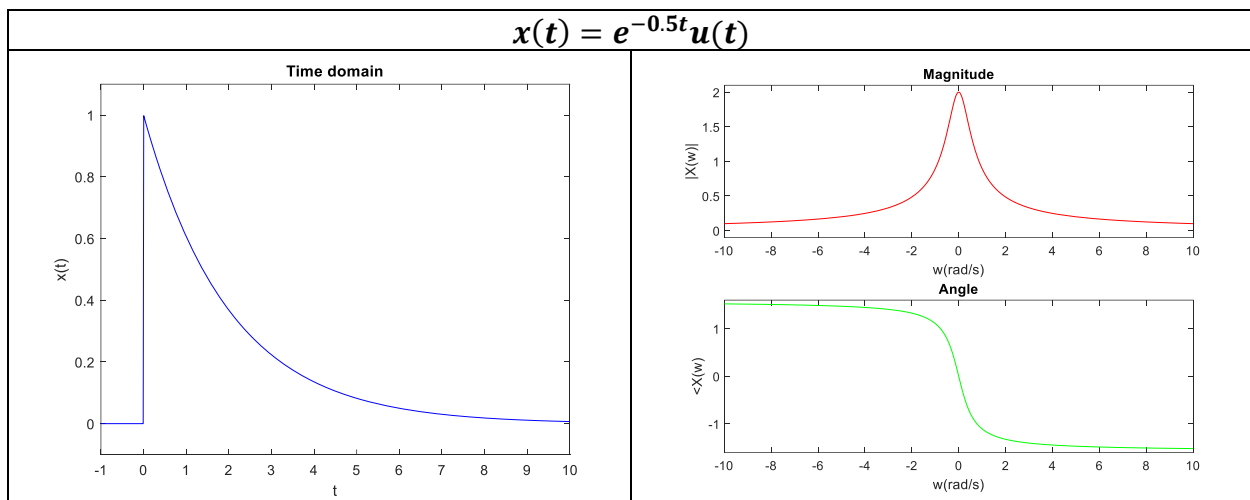 x(t) = e^{-0.5t}u(t)
Time domain
1
0.8
0.6
0.4
0.2
0
x(t)
-1 0 1 2 3 4 5 6 7 8 9 10
t
Magnitude
2
1.5
1
0.5
0
|X(w)|
-10 -8 -6 -4 -2 0 2 4 6 8 10
w(rad/s)
Angle
1
0
-1
<X(w)
-10 -8 -6 -4 -2 0 2 4 6 8 10
w(rad/s)